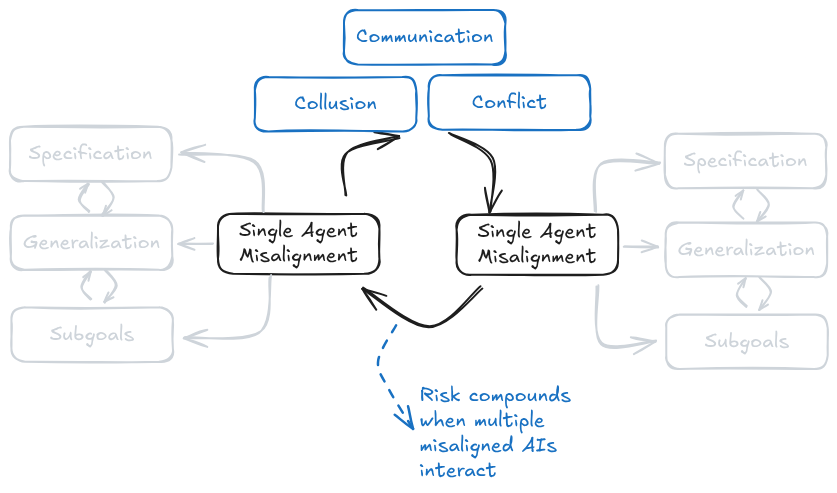 Communication
Collusion
Conflict
Specification
Generalization
Subgoals
Single Agent
Misalignment
Single Agent
Misalignment
Specification
Generalization
Subgoals
Risk compounds
when multiple
misaligned AIs
interact